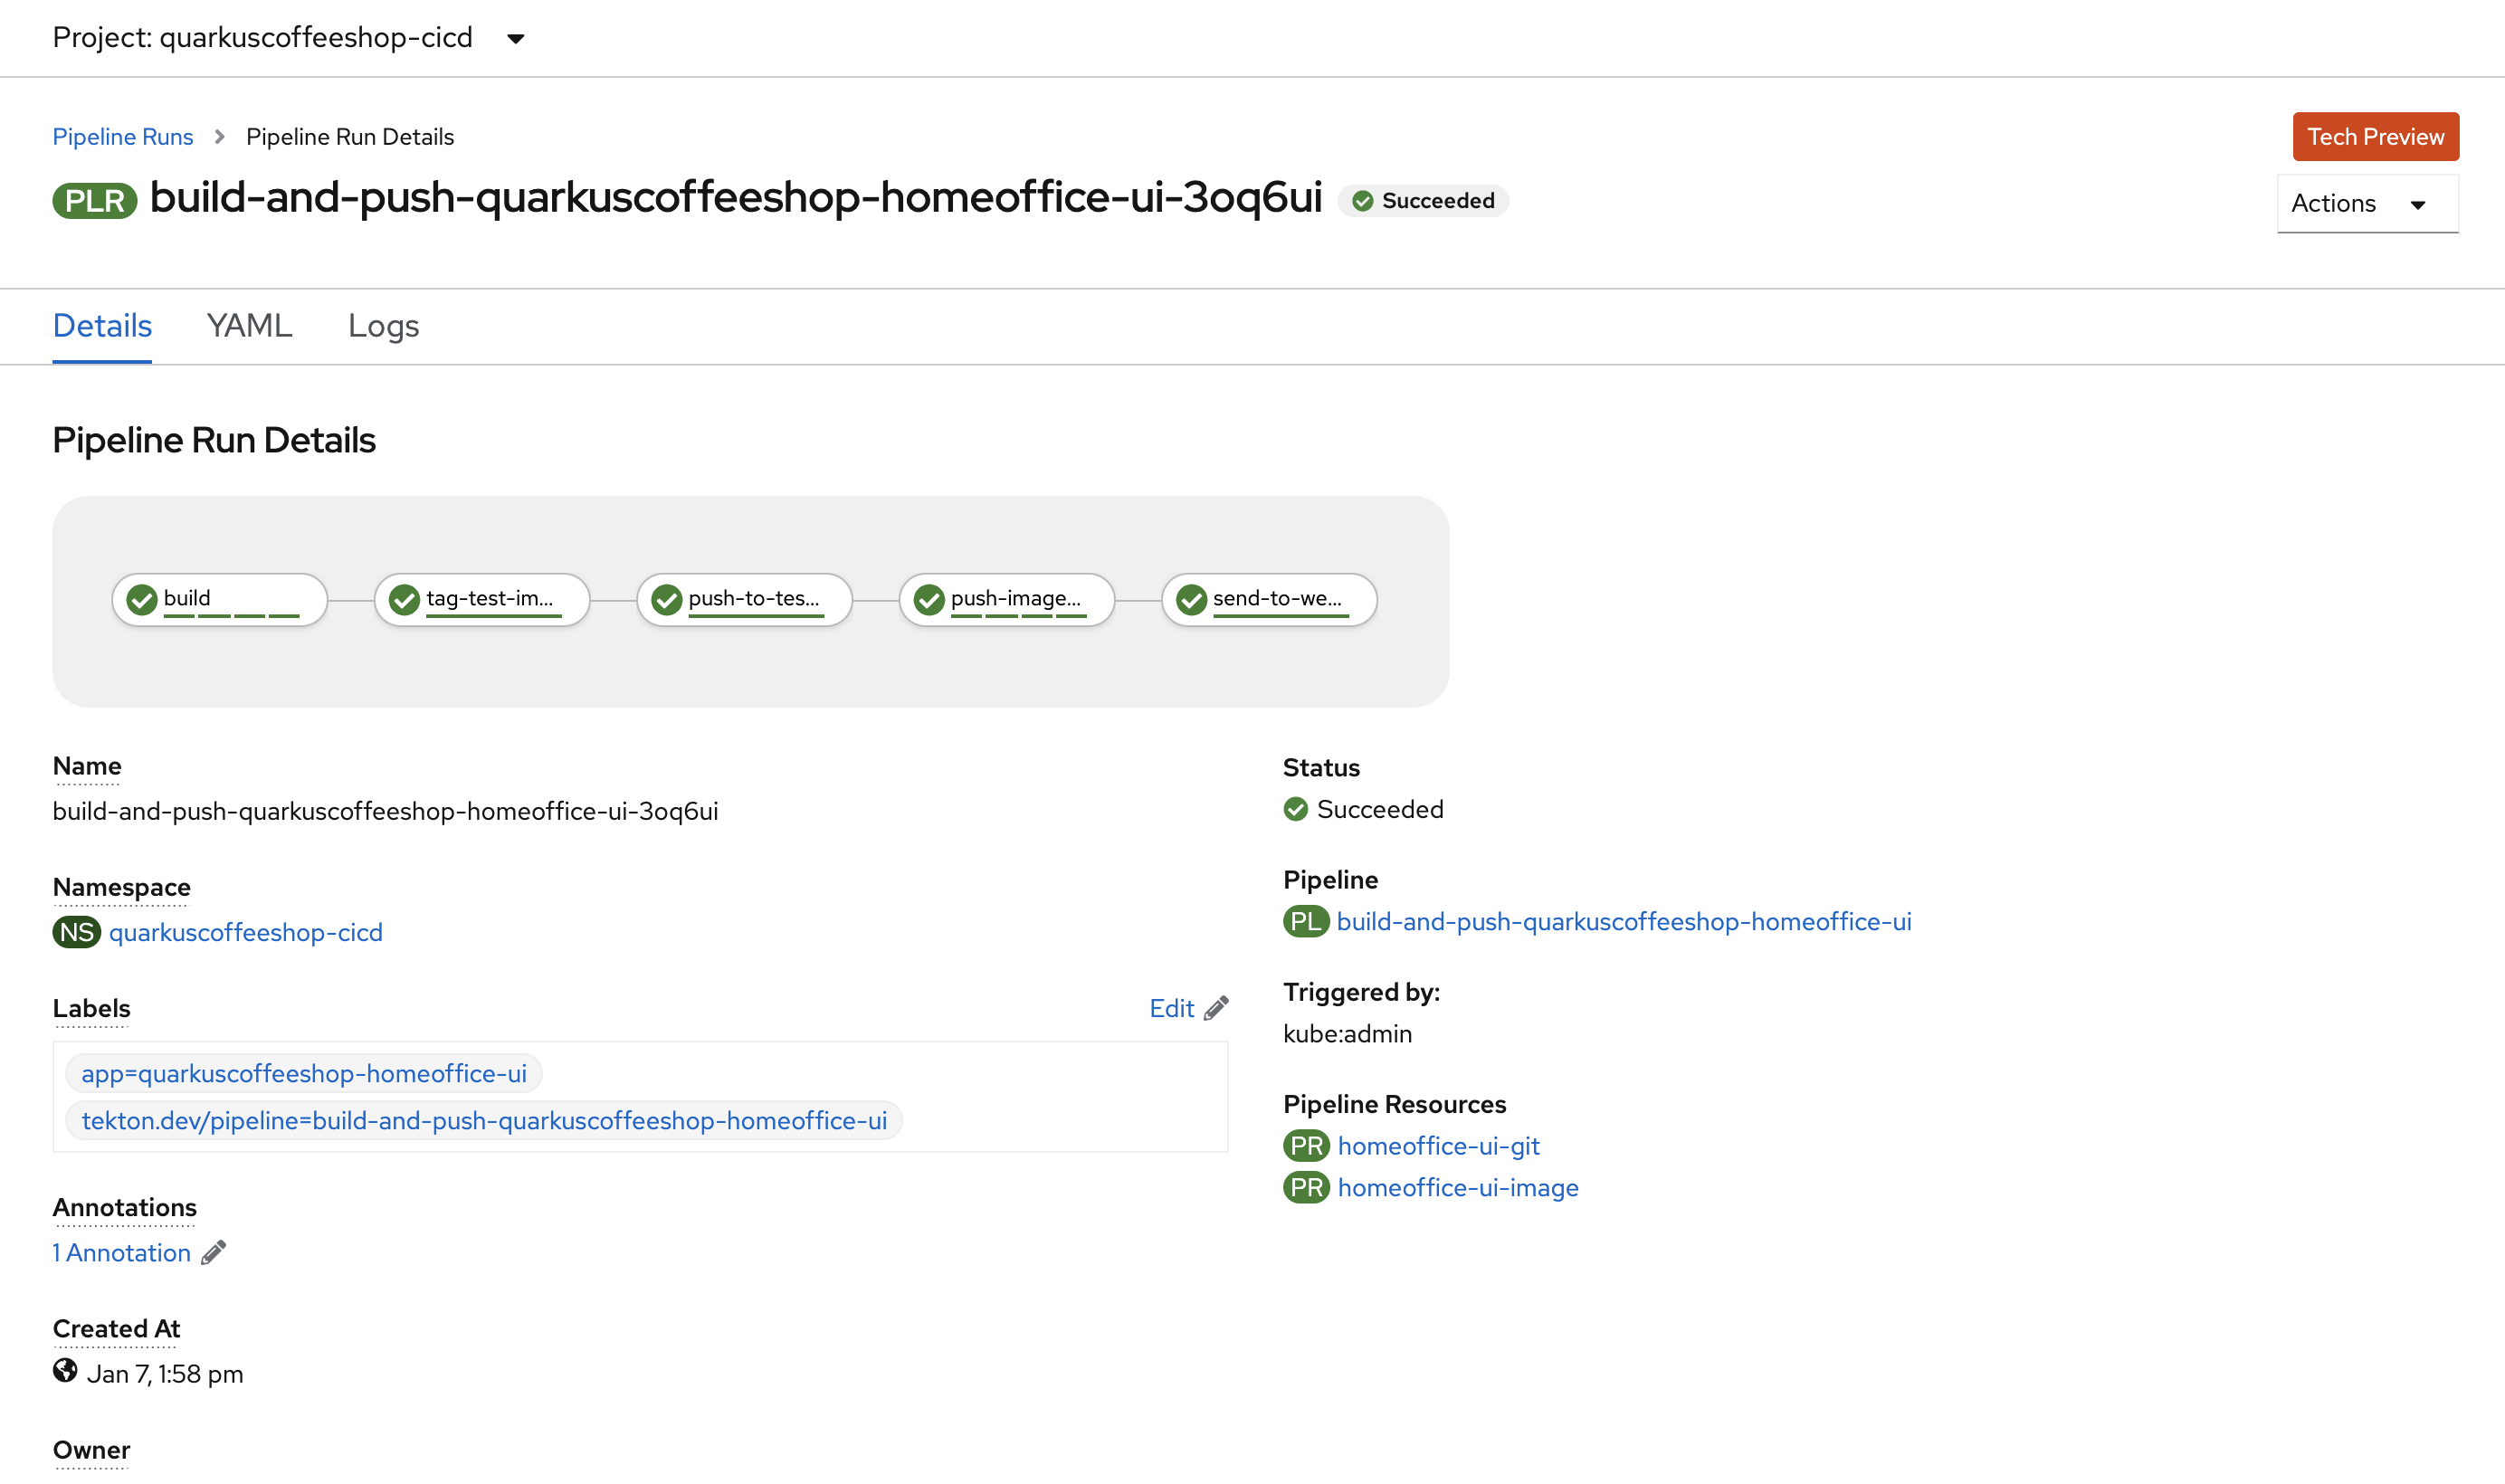 Project: quarkuscoffeeshop-cicd
Pipeline Runs Pipeline Run Details
Tech Preview
PLR build-and-push-quarkuscoffeeshop-homeoffice-ui-3oq6ui Succeeded
Actions
Details YAML Logs
Pipeline Run Details
build tag-test-im... push-to-tes... push-image... send-to-we...
Name
build-and-push-quarkuscoffeeshop-homeoffice-ui-3oq6ui
Namespace
NS quarkuscoffeeshop-cicd
Labels
Edit
app=quarkuscoffeeshop-homeoffice-ui
tekton.dev/pipeline=build-and-push-quarkuscoffeeshop-homeoffice-ui
Annotations
1 Annotation
Created At
Jan 7, 1:58 pm
Owner
Status
Succeeded
Pipeline
PL build-and-push-quarkuscoffeeshop-homeoffice-ui
Triggered by:
kube:admin
Pipeline Resources
PR homeoffice-ui-git
PR homeoffice-ui-image